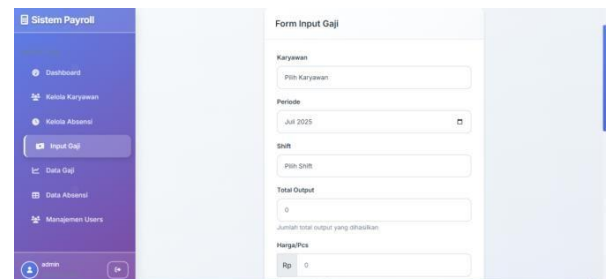 Sistem Payroll
Dashboard
Kelola Karyawan
Kelola Absensi
Input Gaji
Data Gaji
Data Absensi
Manajemen Users
admin
Form Input Gaji
Karyawan
Pilih Karyawan
Periode
Juli 2025
Shift
Pilih Shift
Total Output
0
Jumlah total output yang dihasilkan
Harga/Pcs
Rp 0